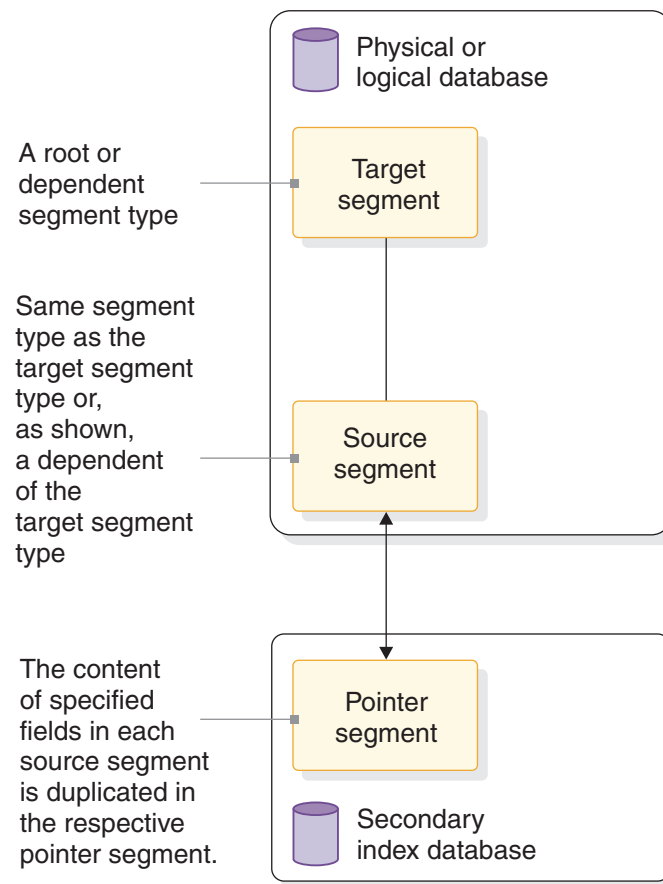 Physical or
logical database
A root or
dependent
segment type
Target
segment
Same segment
type as the
target segment
type or,
as shown,
a dependent
of the
target segment
type
Source
segment
The content
of specified
fields in each
source segment
is duplicated in
the respective
pointer segment.
Pointer
segment
Secondary
index database